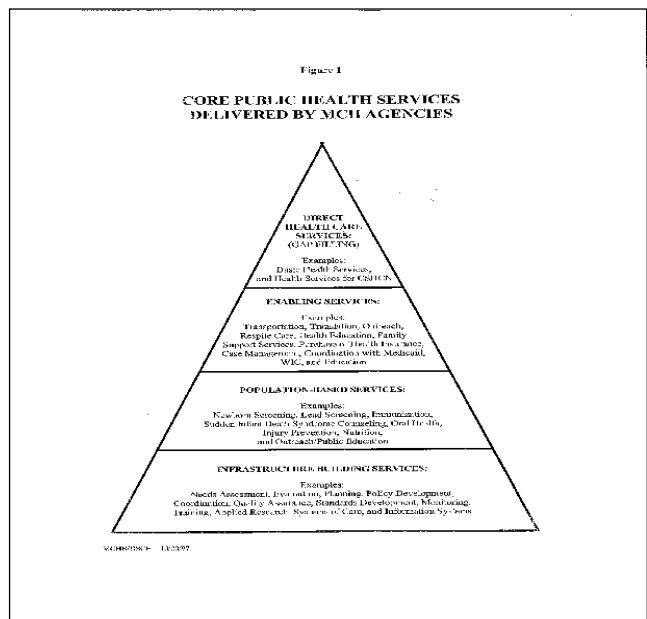 Figure 1
CORE PUBLIC HEALTH SERVICES
DELIVERED BY MCH AGENCIES
DIRECT
HEALTH CARE
SERVICES:
(GAP FILLING)
Examples:
Basic Health Services,
and Health Services for CSHCN
ENABLING SERVICES:
Examples:
Transportation, Translation, Outreach,
Respite Care, Health Education, Family
Support Services, Purchase of Health Insurance,
Case Management, Coordination with Medicaid,
WIC, and Education
POPULATION-BASED SERVICES:
Examples:
Newborn Screening, Lead Screening, Immunization,
Sudden Infant Death Syndrome Counseling, Oral Health,
Injury Prevention, Nutrition,
and Outreach/Public Education
INFRASTRUCTURE BUILDING SERVICES:
Examples:
Needs Assessment, Evaluation, Planning, Policy Development,
Coordination, Quality Assurance, Standards Development, Monitoring,
Training, Applied Research, Systems of Care, and Information Systems